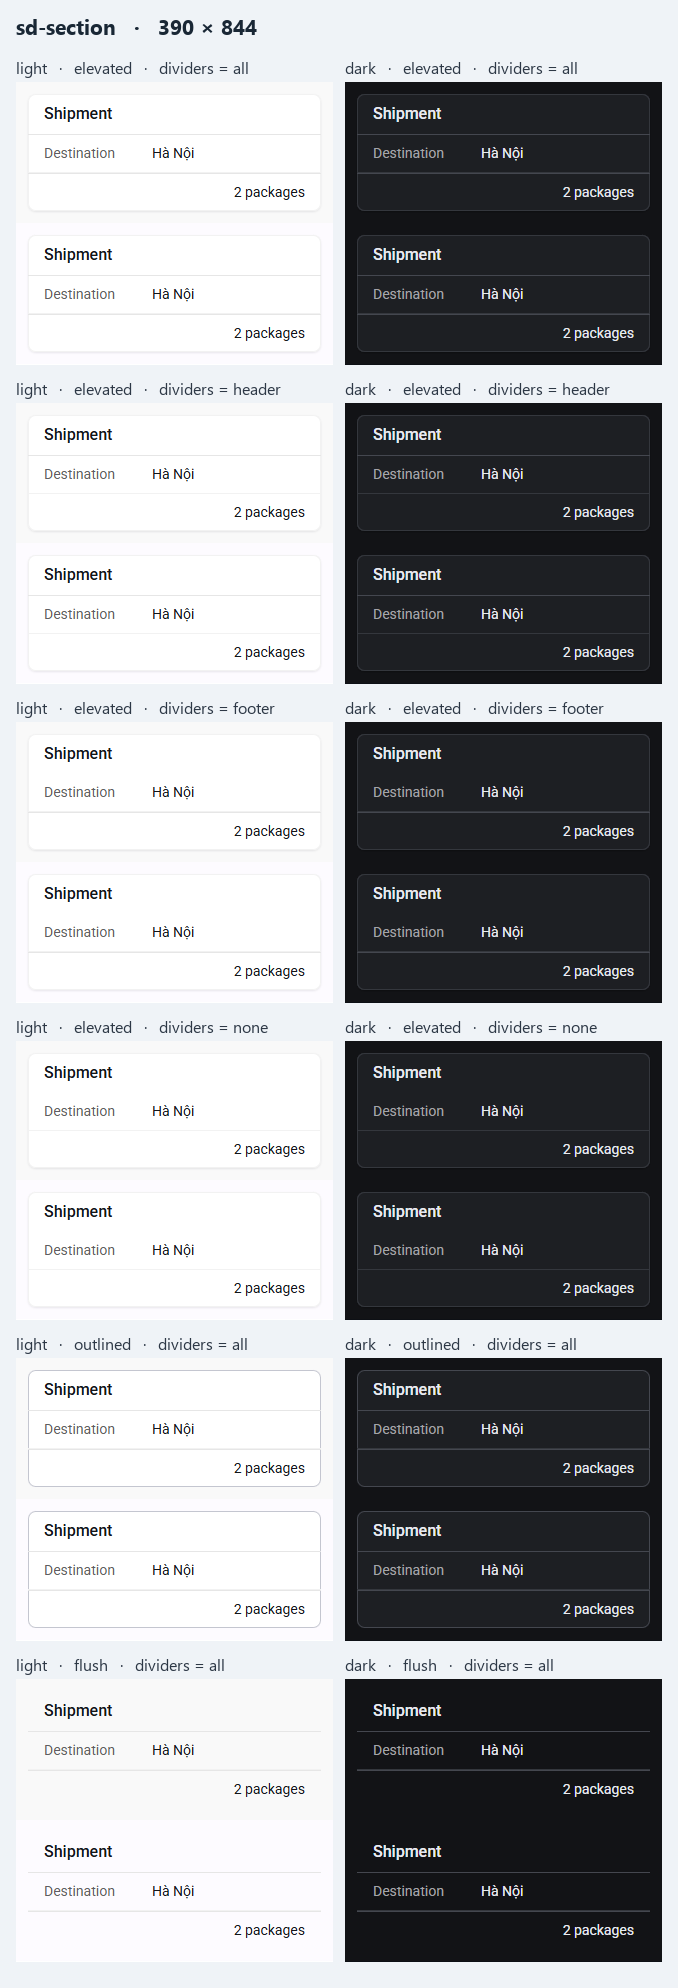 sd-section · 390 × 844
light · elevated · dividers = all
Shipment
Destination Hà Nội
2 packages
Shipment
Destination Hà Nội
2 packages
dark · elevated · dividers = all
Shipment
Destination Hà Nội
2 packages
Shipment
Destination Hà Nội
2 packages
light · elevated · dividers = header
Shipment
Destination Hà Nội
2 packages
Shipment
Destination Hà Nội
2 packages
dark · elevated · dividers = header
Shipment
Destination Hà Nội
2 packages
Shipment
Destination Hà Nội
2 packages
light · elevated · dividers = footer
Shipment
Destination Hà Nội
2 packages
Shipment
Destination Hà Nội
2 packages
dark · elevated · dividers = footer
Shipment
Destination Hà Nội
2 packages
Shipment
Destination Hà Nội
2 packages
light · elevated · dividers = none
Shipment
Destination Hà Nội
2 packages
Shipment
Destination Hà Nội
2 packages
dark · elevated · dividers = none
Shipment
Destination Hà Nội
2 packages
Shipment
Destination Hà Nội
2 packages
light · outlined · dividers = all
Shipment
Destination Hà Nội
2 packages
Shipment
Destination Hà Nội
2 packages
dark · outlined · dividers = all
Shipment
Destination Hà Nội
2 packages
Shipment
Destination Hà Nội
2 packages
light · flush · dividers = all
Shipment
Destination Hà Nội
2 packages
Shipment
Destination Hà Nội
2 packages
dark · flush · dividers = all
Shipment
Destination Hà Nội
2 packages
Shipment
Destination Hà Nội
2 packages